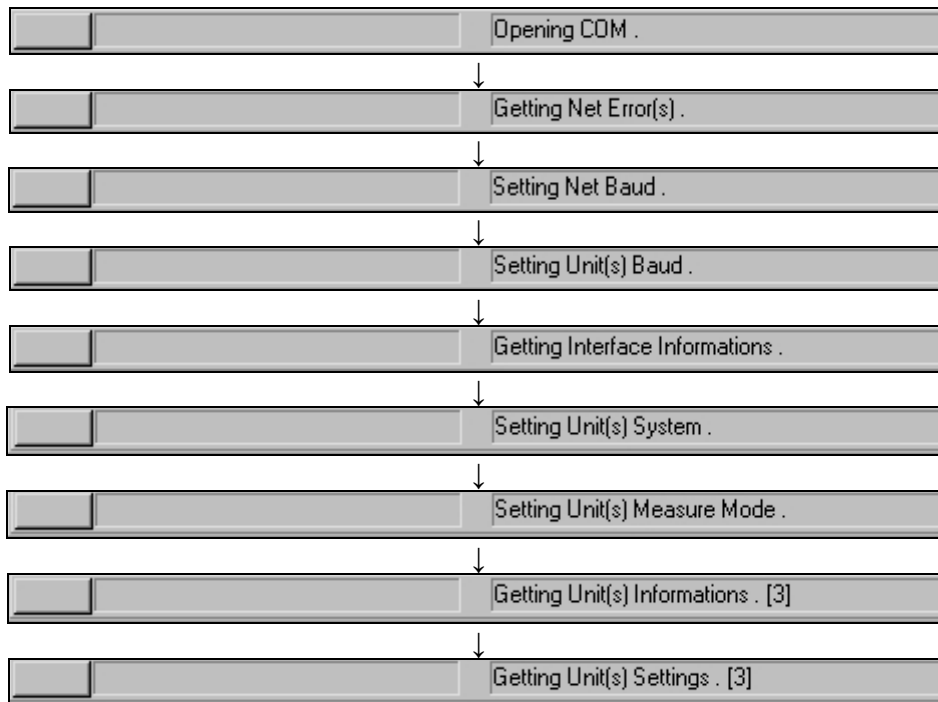 Opening COM .
↓
Getting Net Error(s) .
↓
Setting Net Baud .
↓
Setting Unit(s) Baud .
↓
Getting Interface Informations .
↓
Setting Unit(s) System .
↓
Setting Unit(s) Measure Mode .
↓
Getting Unit(s) Informations . [3]
↓
Getting Unit(s) Settings . [3]